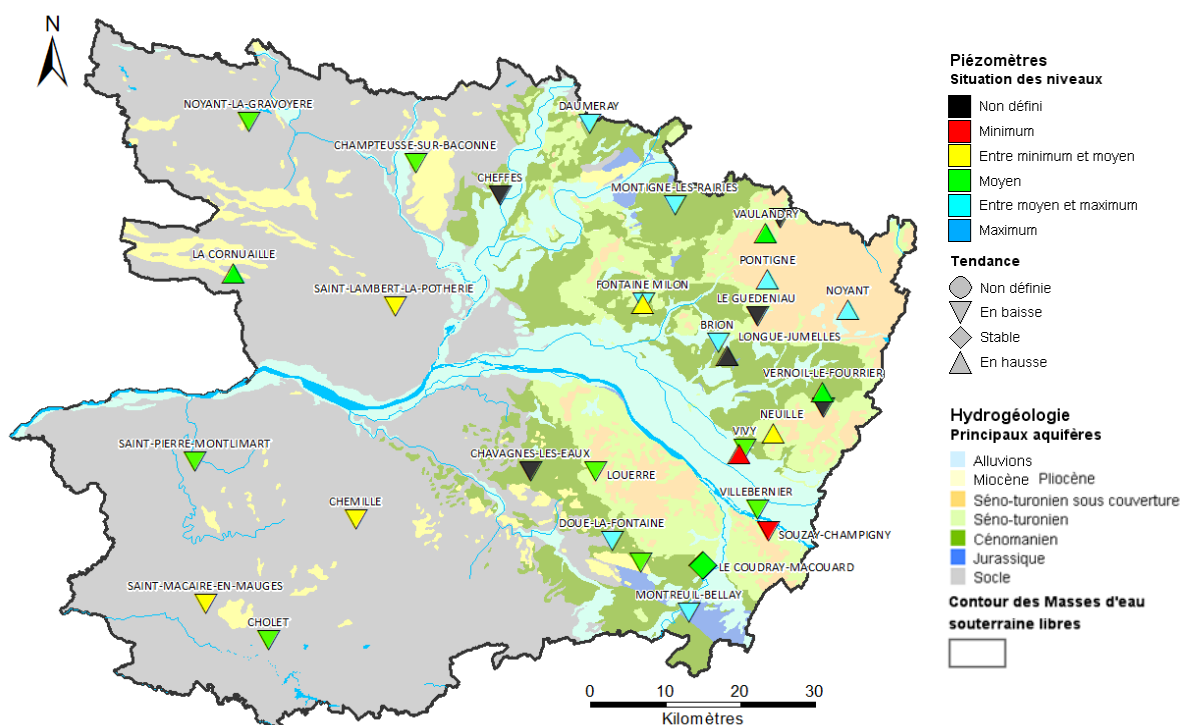 N
NOYANT-LA-GRAVOYERE
DAUMERAY
CHAMPTEUSSE-SUR-BACONNE
CHEFFES
MONTIGNE-LES-RAIRIES
VAULANDRY
LA CORNUAILLE
PONTIGNE
SAINT-LAMBERT-LA-POTHERIE
FONTAINE MILON
LE GUEDENIAU
NOYANT
BRION
LONGUE-JUMELLES
VERNOIL-LE-FOURRIER
NEUILLE
VIVY
SAINT-PIERRE-MONTLIMART
CHAVAGNES-LES-EAUX
LOUERRE
VILLEBERNIER
CHEMILLE
DOUE-LA-FONTAINE
SOUZAY-CHAMPIGNY
LE COUDRAY-MACOUARD
SAINT-MACAIRE-EN-MAUGES
MONTREUIL-BELLAY
CHOLET
0 10 20 30
Kilomètres
Piézomètres
Situation des niveaux
Non défini
Minimum
Entre minimum et moyen
Moyen
Entre moyen et maximum
Maximum
Tendance
Non définie
En baisse
Stable
En hausse
Hydrogéologie
Principaux aquifères
Alluvions
Miocène Pliocène
Séno-turonien sous couverture
Séno-turonien
Cénomanien
Jurassique
Socle
Contour des Masses d'eau
souterraine libres